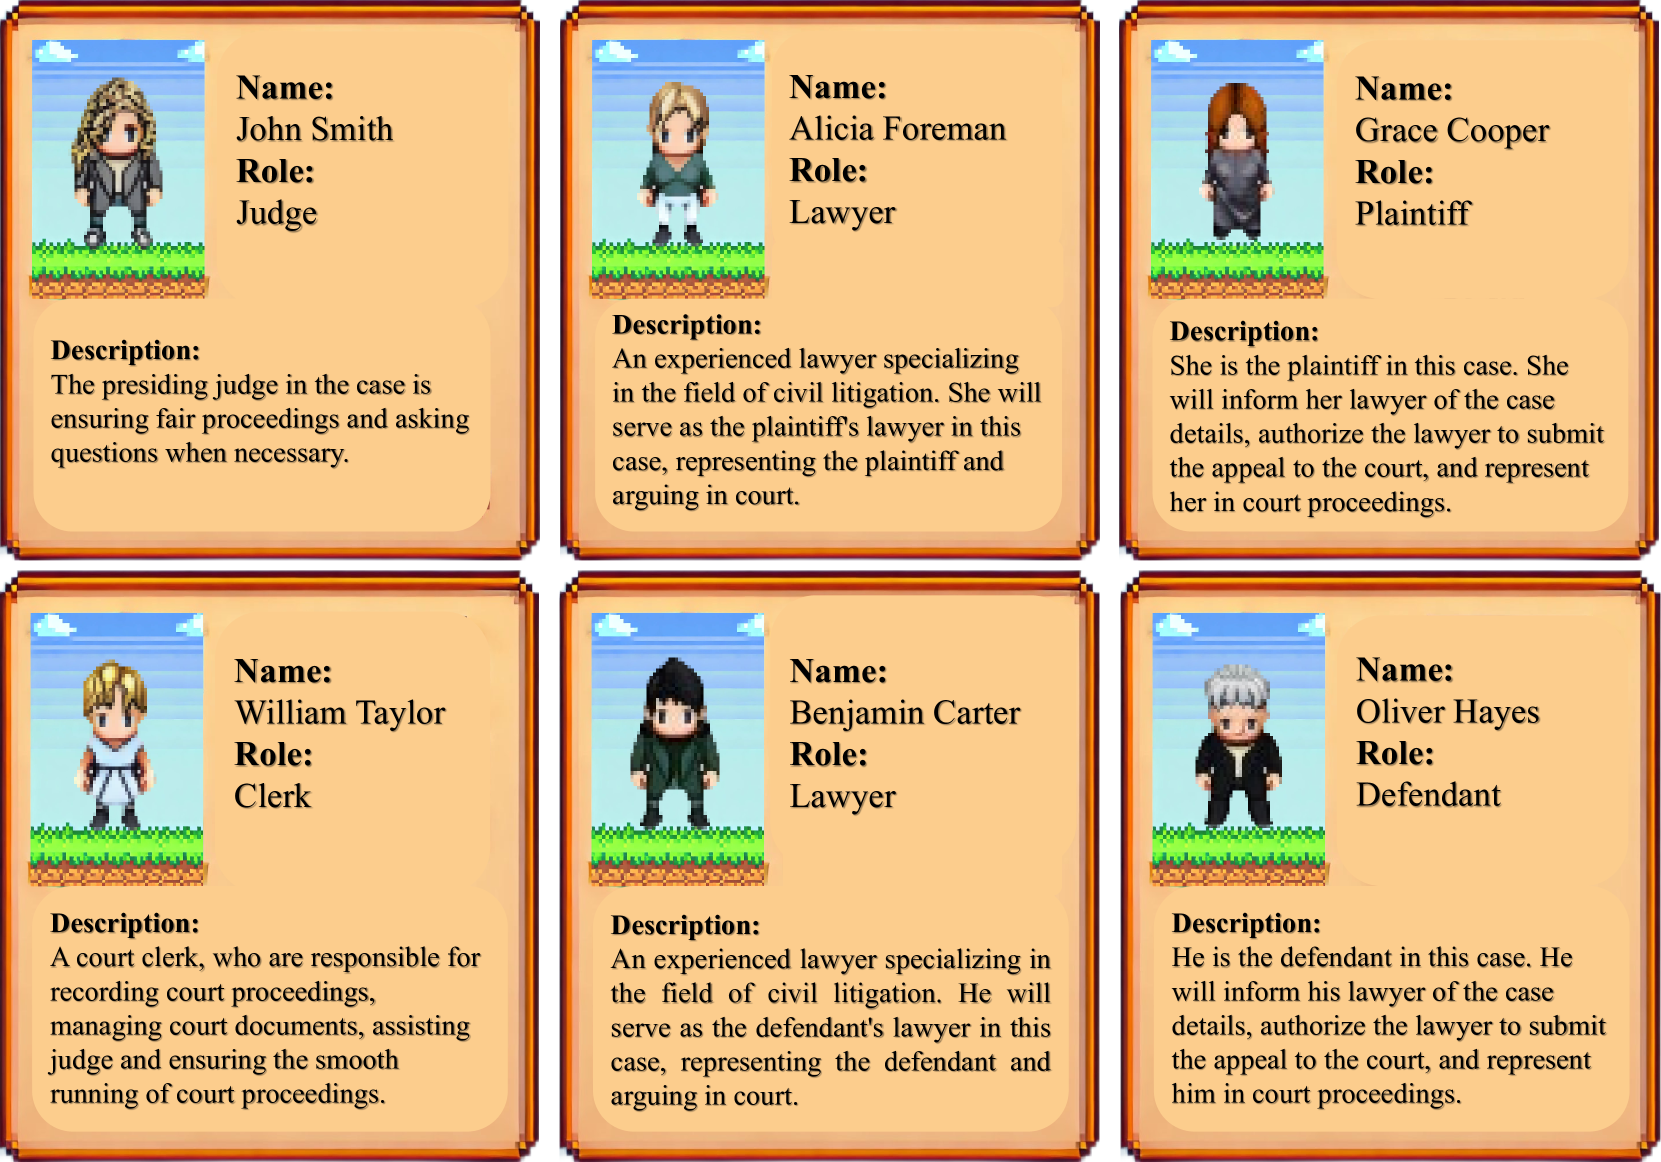 Name:
John Smith
Role:
Judge
Description:
The presiding judge in the case is
ensuring fair proceedings and asking
questions when necessary.
Name:
Alicia Foreman
Role:
Lawyer
Description:
An experienced lawyer specializing
in the field of civil litigation. She will
serve as the plaintiff's lawyer in this
case, representing the plaintiff and
arguing in court.
Name:
Grace Cooper
Role:
Plaintiff
Description:
She is the plaintiff in this case. She
will inform her lawyer of the case
details, authorize the lawyer to submit
the appeal to the court, and represent
her in court proceedings.
Name:
William Taylor
Role:
Clerk
Description:
A court clerk, who are responsible for
recording court proceedings,
managing court documents, assisting
judge and ensuring the smooth
running of court proceedings.
Name:
Benjamin Carter
Role:
Lawyer
Description:
An experienced lawyer specializing in
the field of civil litigation. He will
serve as the defendant's lawyer in this
case, representing the defendant and
arguing in court.
Name:
Oliver Hayes
Role:
Defendant
Description:
He is the defendant in this case. He
will inform his lawyer of the case
details, authorize the lawyer to submit
the appeal to the court, and represent
him in court proceedings.